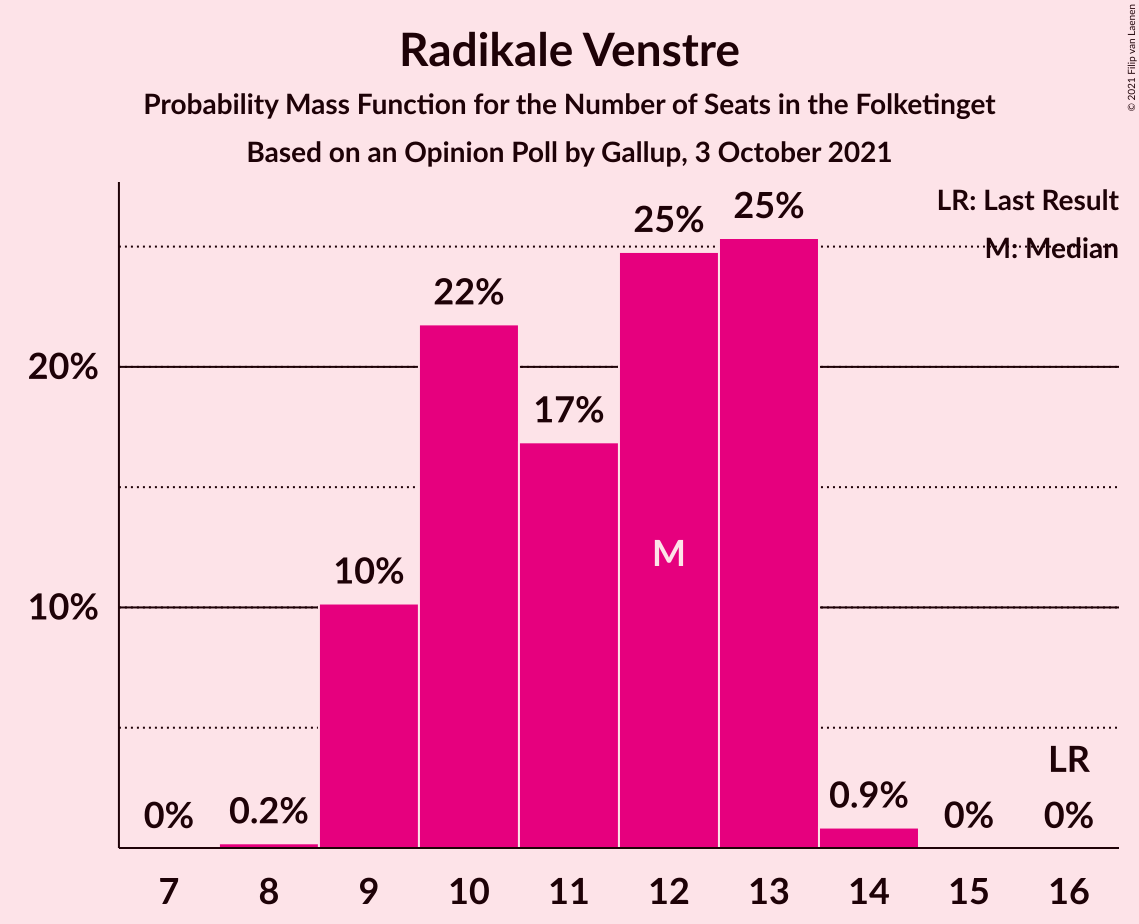 Radikale Venstre
Probability Mass Function for the Number of Seats in the Folketinget
Based on an Opinion Poll by Gallup, 3 October 2021
© 2021 Filip van Laenen
LR: Last Result
M: Median
20%
10%
0%
0.2%
10%
22%
17%
25%
25%
0.9%
0%
LR
0%
M
7 8 9 10 11 12 13 14 15 16